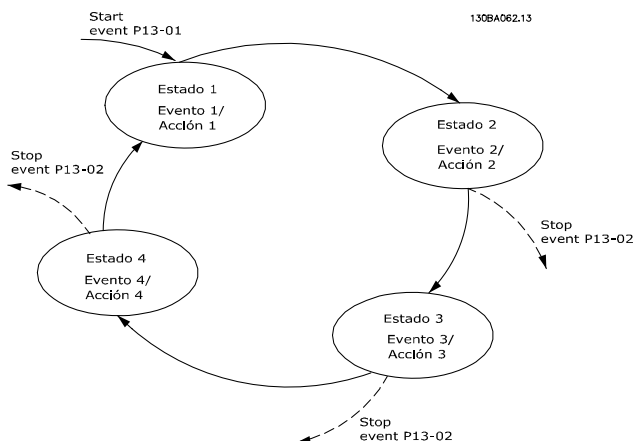 Start
event P13-01
130BA062.13
Estado 1
Evento 1/
Acción 1
Estado 2
Evento 2/
Acción 2
Stop
event P13-02
Stop
event P13-02
Estado 4
Evento 4/
Acción 4
Estado 3
Evento 3/
Acción 3
Stop
event P13-02